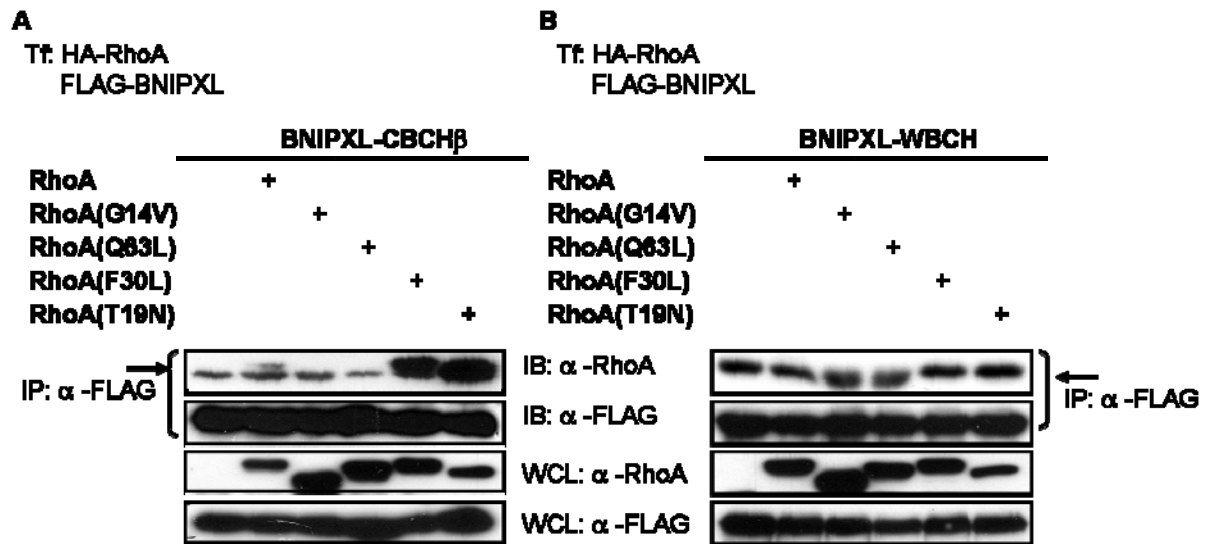 A
Tf: HA-RhoA
FLAG-BNIPXL
BNIPXL-CBCHβ
RhoA +
RhoA(G14V) +
RhoA(Q63L) +
RhoA(F30L) +
RhoA(T19N) +
IP: α -FLAG
B
Tf: HA-RhoA
FLAG-BNIPXL
BNIPXL-WBCH
RhoA +
RhoA(G14V) +
RhoA(Q63L) +
RhoA(F30L) +
RhoA(T19N) +
IB: α -RhoA
IB: α -FLAG
WCL: α -RhoA
WCL: α -FLAG
IP: α -FLAG